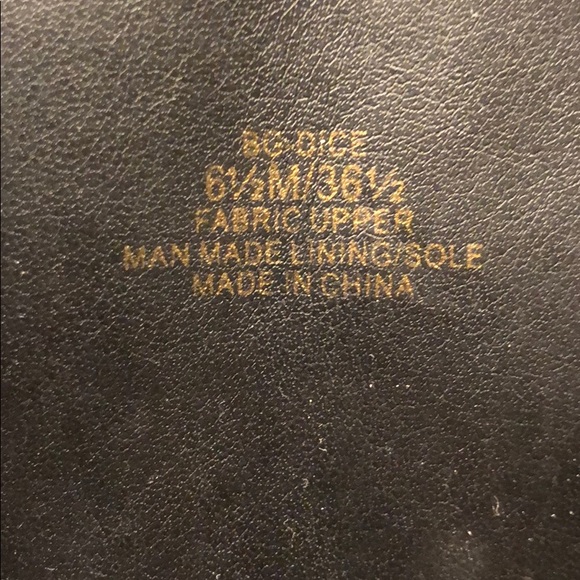 BG-DICE
6½M/36½
FABRIC UPPER
MAN MADE LINING/SOLE
MADE IN CHINA